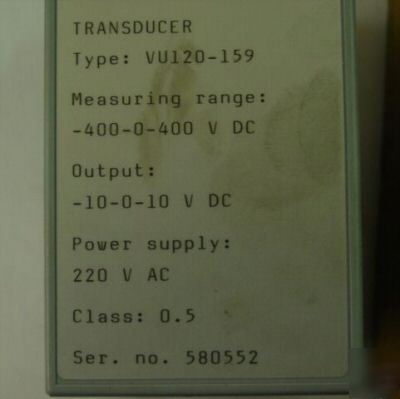 TRANSDUCER
Type: VU120-159
Measuring range:
-400-0-400 V DC
Output:
-10-0-10 V DC
Power supply:
220 V AC
Class: 0.5
Ser. no. 580552